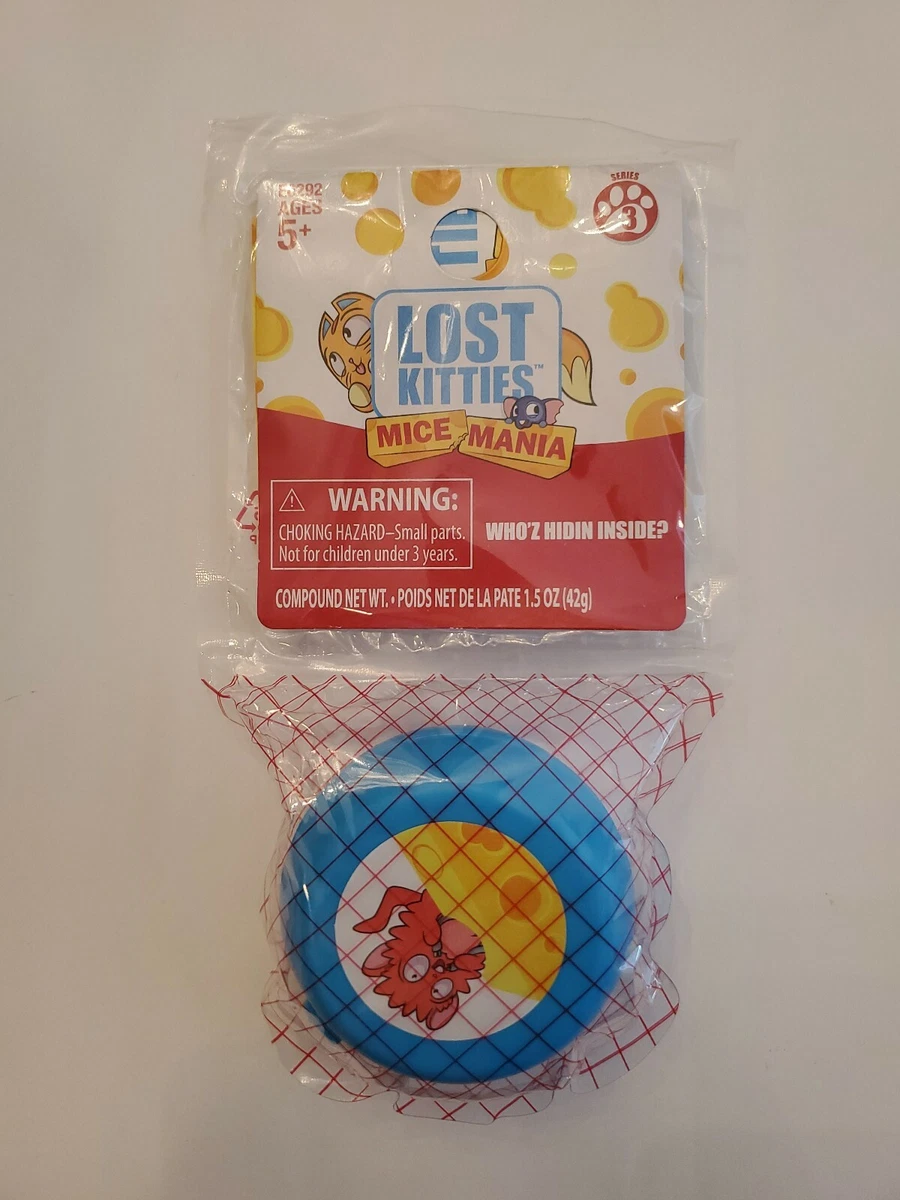 AGES
5+
SERIES
3
LOST
KITTIES™
MICE MANIA
WARNING:
CHOKING HAZARD–Small parts.
Not for children under 3 years.
WHO'Z HIDIN INSIDE?
COMPOUND NET WT. • POIDS NET DE LA PATE 1.5 OZ (42g)